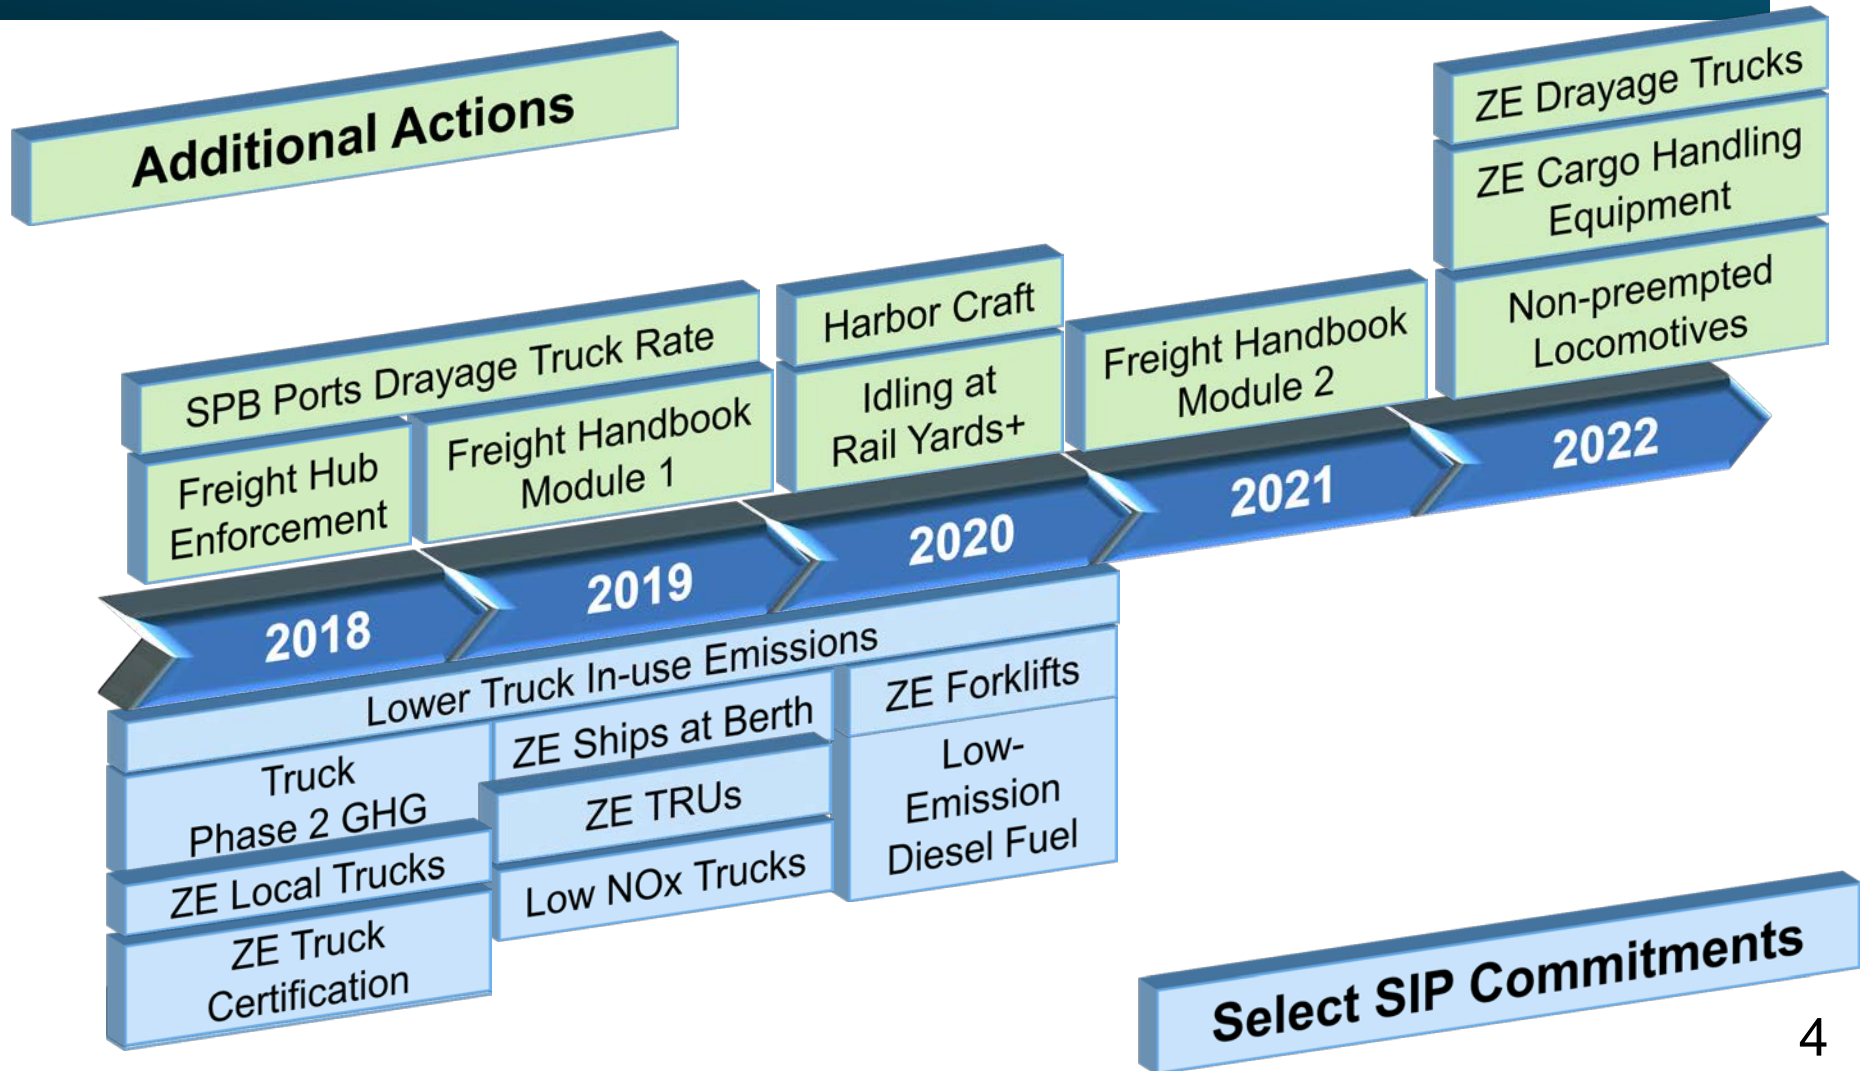 Additional Actions
ZE Drayage Trucks
ZE Cargo Handling
Equipment
Non-preempted
Locomotives
SPB Ports Drayage Truck Rate
Freight Hub
Enforcement
Freight Handbook
Module 1
Harbor Craft
Idling at
Rail Yards+
Freight Handbook
Module 2
2018
2019
2020
2021
2022
Lower Truck In-use Emissions
Truck
Phase 2 GHG
ZE Local Trucks
ZE Truck
Certification
ZE Ships at Berth
ZE TRUs
Low NOx Trucks
ZE Forklifts
Low-
Emission
Diesel Fuel
Select SIP Commitments
4